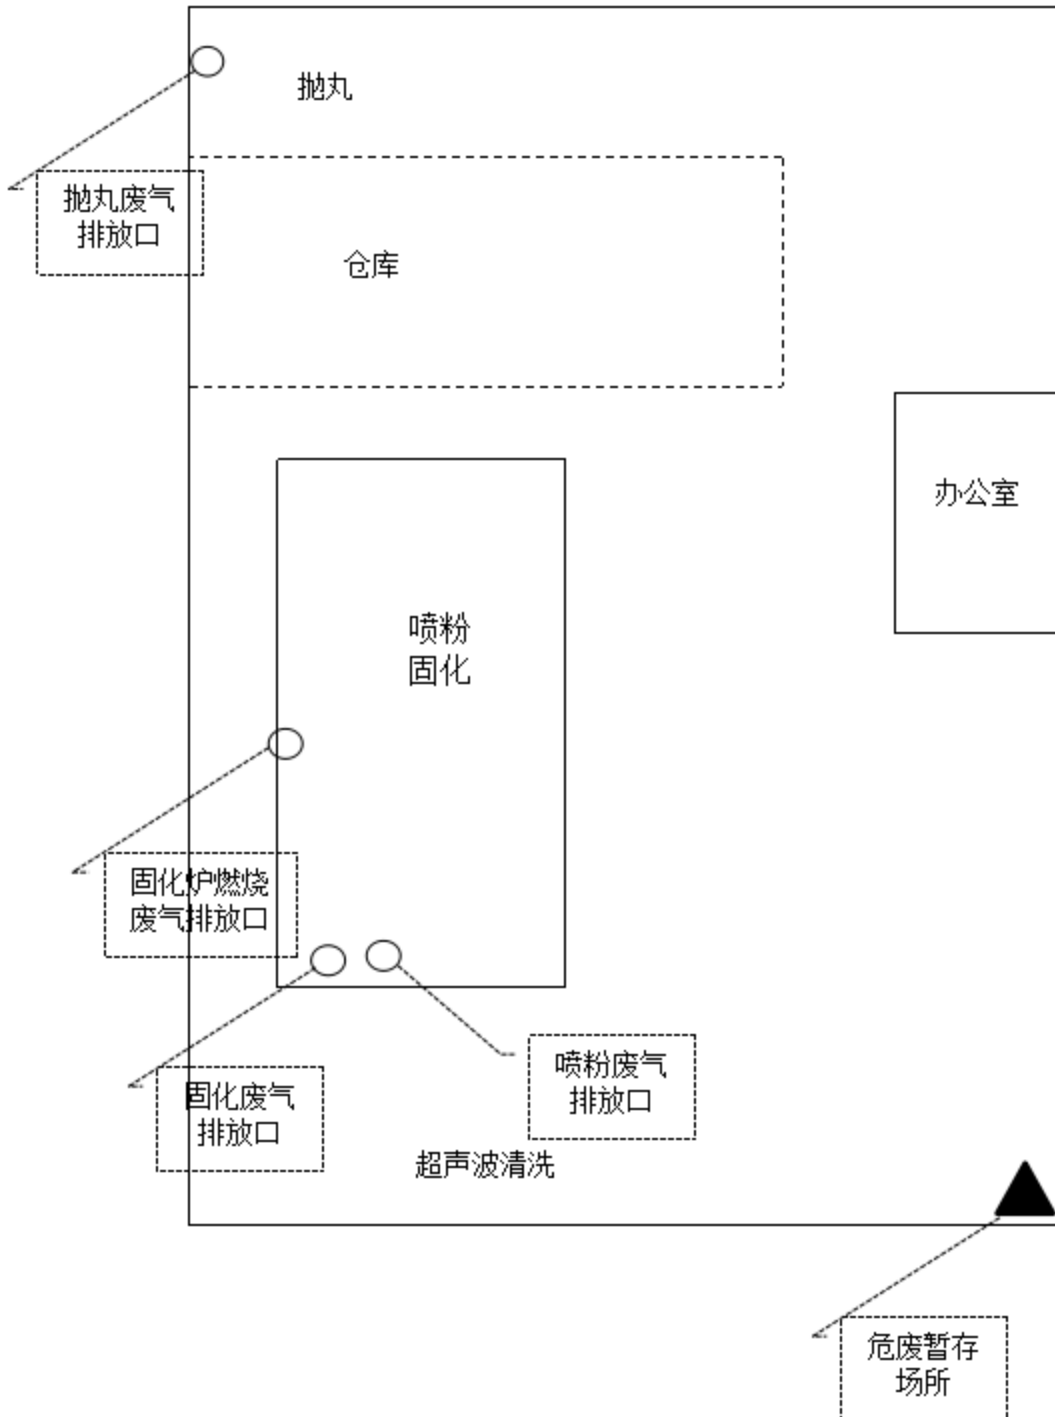 抛丸
抛丸废气
排放口
仓库
办公室
喷粉
固化
固化炉燃烧
废气排放口
喷粉废气
排放口
固化废气
排放口
超声波清洗
危废暂存
场所